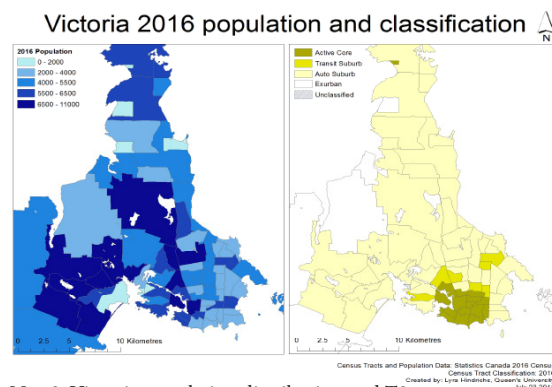 Victoria 2016 population and classification
N
2016 Population
0 - 2000
2000 - 4000
4000 - 5500
5500 - 6500
6500 - 11000
0 2.5 5 10 Kilometres
Active Core
Transit Suburb
Auto Suburb
Exurban
Unclassified
0 2.5 5 10 Kilometres
Census Tracts and Population Data: Statistics Canada 2016 Census
Census Tract Classification: 201
Created by: Lyra Hindrichs, Queen's University